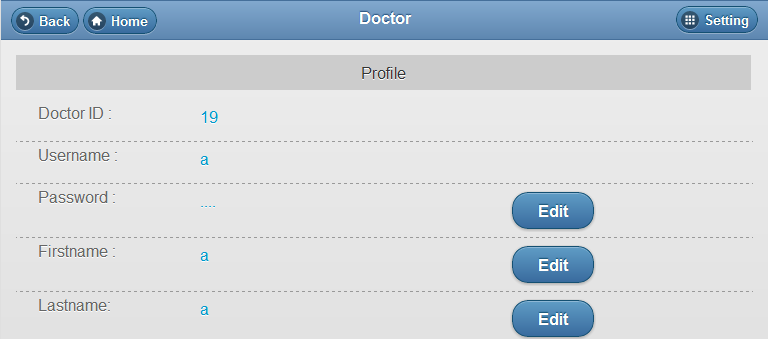 Back Home Doctor Setting
Profile
Doctor ID : 19
Username : a
Password : .... Edit
Firstname : a Edit
Lastname: a Edit